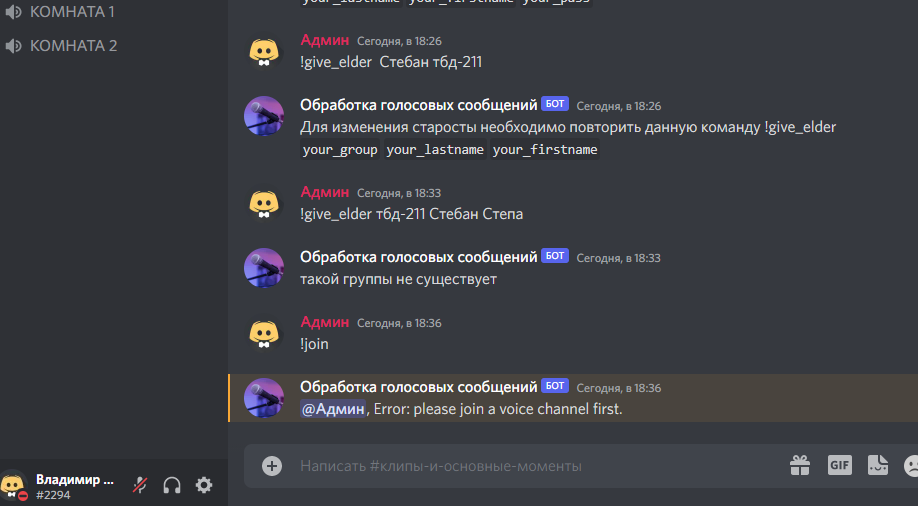 your_lastname your_firstname your_pass
КОМНАТА 1
КОМНАТА 2
Админ Сегодня, в 18:26
!give_elder Стебан тбд-211
Обработка голосовых сообщений БОТ Сегодня, в 18:26
Для изменения старосты необходимо повторить данную команду !give_elder
your_group your_lastname your_firstname
Админ Сегодня, в 18:33
!give_elder тбд-211 Стебан Степа
Обработка голосовых сообщений БОТ Сегодня, в 18:33
такой группы не существует
Админ Сегодня, в 18:36
!join
Обработка голосовых сообщений БОТ Сегодня, в 18:36
@Админ, Error: please join a voice channel first.
Написать #клипы-и-основные-моменты
GIF
Владимир ...
#2294